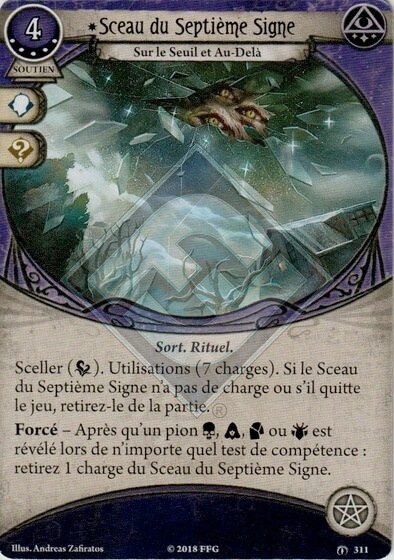 4
SOUTIEN
Sceau du Septième Signe
Sur le Seuil et Au-Delà
Sort. Rituel.
Sceller ( ). Utilisations (7 charges). Si le Sceau
du Septième Signe n'a pas de charge ou s'il quitte
le jeu, retirez-le de la partie.
Forcé – Après qu'un pion , , ou est
révélé lors de n'importe quel test de compétence :
retirez 1 charge du Sceau du Septième Signe.
Illus. Andreas Zafiratos
© 2018 FFG
311